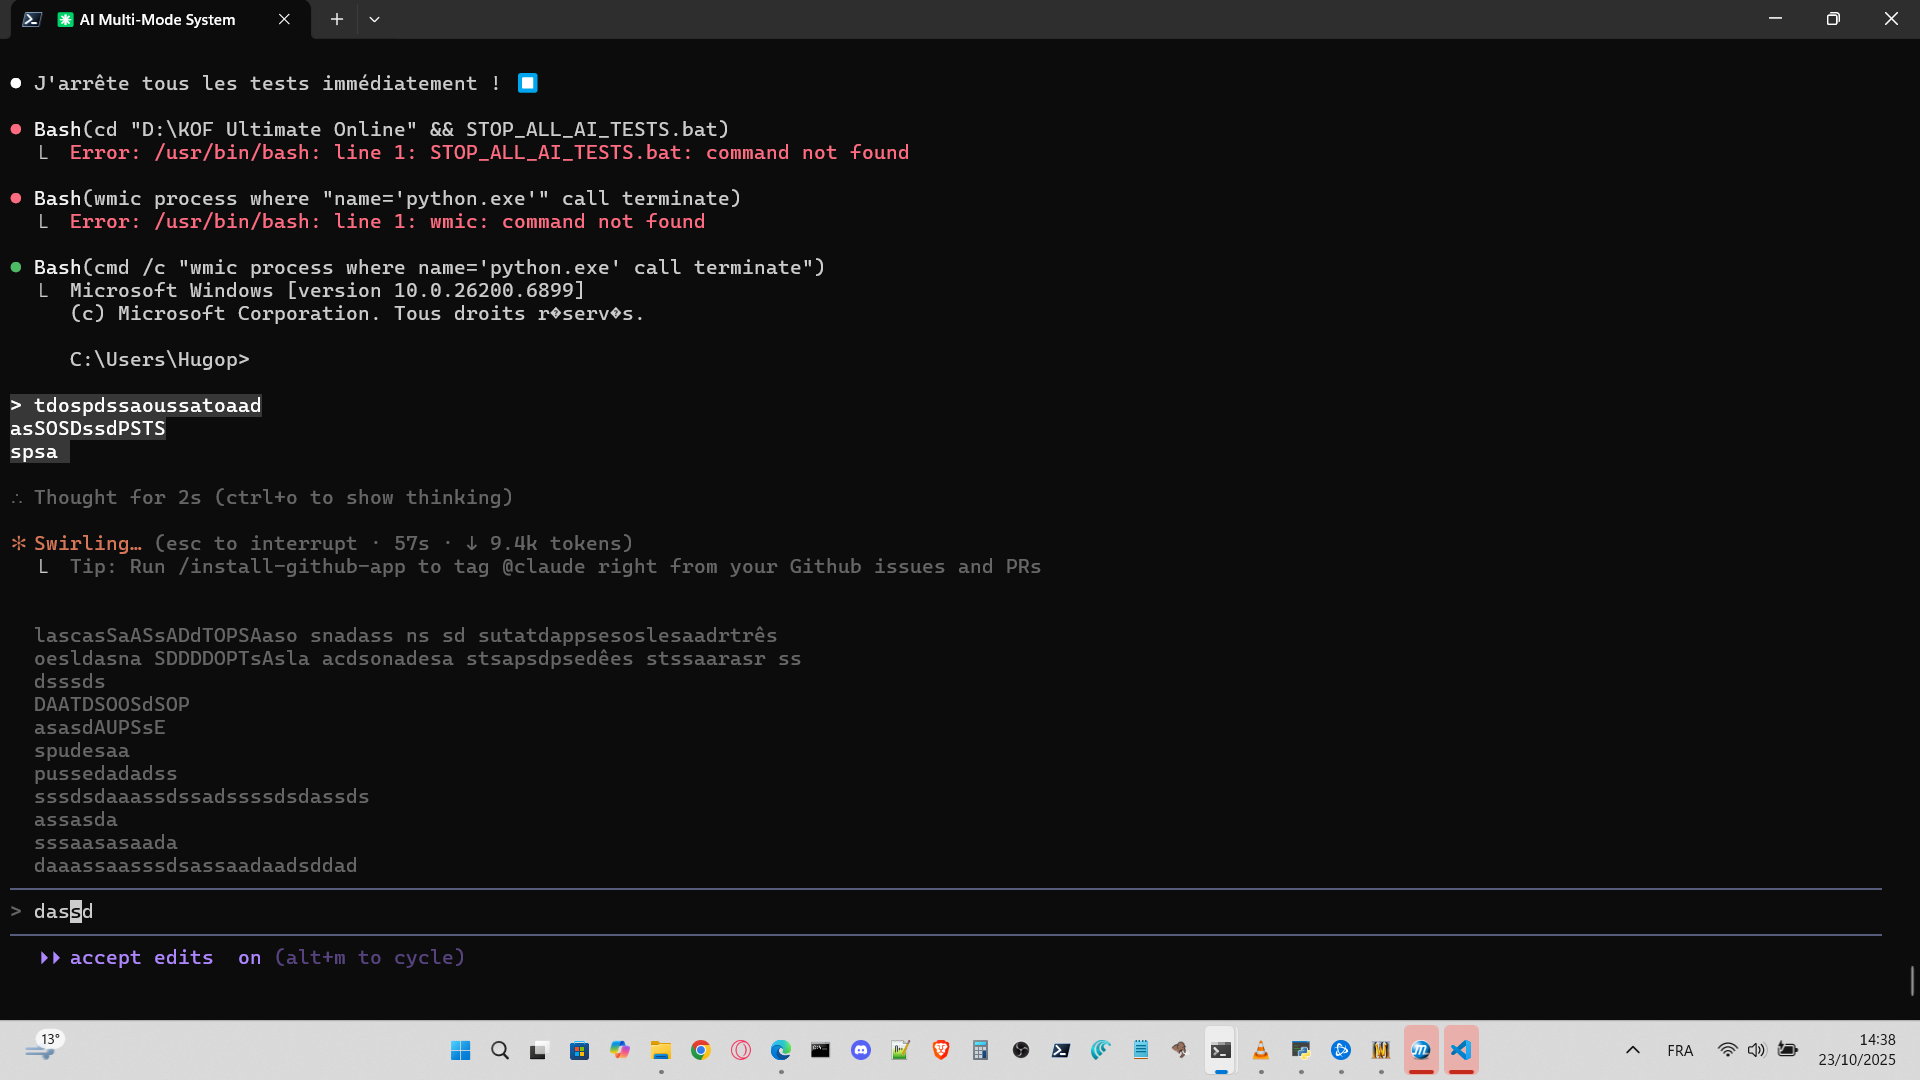 AI Multi-Mode System
● J'arrête tous les tests immédiatement !
● Bash(cd "D:\KOF Ultimate Online" && STOP_ALL_AI_TESTS.bat)
└ Error: /usr/bin/bash: line 1: STOP_ALL_AI_TESTS.bat: command not found
● Bash(wmic process where "name='python.exe'" call terminate)
└ Error: /usr/bin/bash: line 1: wmic: command not found
● Bash(cmd /c "wmic process where name='python.exe' call terminate")
└ Microsoft Windows [version 10.0.26200.6899]
(c) Microsoft Corporation. Tous droits r�serv�s.
C:\Users\Hugop>
> tdospdssaoussatoaad
asSOSDssdPSTS
spsa
∴ Thought for 2s (ctrl+o to show thinking)
✻ Swirling… (esc to interrupt · 57s · ↓ 9.4k tokens)
└ Tip: Run /install-github-app to tag @claude right from your Github issues and PRs
lascasSaASsADdTOPSAaso snadass ns sd sutatdappsesoslesaadrtrês
oesldasna SDDDDOPTsAsla acdsonadesa stsapsdpsedêes stssaarasr ss
dsssds
DAATDSOOSdSOP
asasdAUPSsE
spudesaa
pussedadadss
sssdsdaaassdssadssssdsdassds
assasda
sssaasasaada
daaassaasssdsassaadaadsddad
> dassd
⏵⏵ accept edits on (alt+m to cycle)
13°
FRA
14:38
23/10/2025